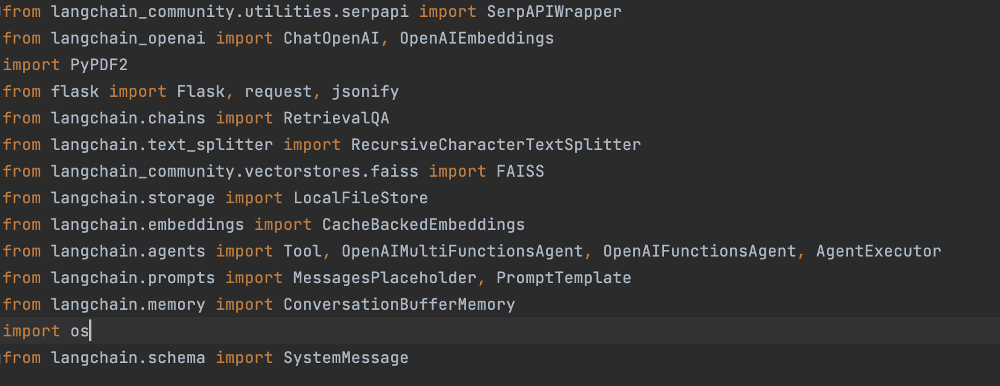 from langchain_community.utilities.serpapi import SerpAPIWrapper
from langchain_openai import ChatOpenAI, OpenAIEmbeddings
import PyPDF2
from flask import Flask, request, jsonify
from langchain.chains import RetrievalQA
from langchain.text_splitter import RecursiveCharacterTextSplitter
from langchain_community.vectorstores.faiss import FAISS
from langchain.storage import LocalFileStore
from langchain.embeddings import CacheBackedEmbeddings
from langchain.agents import Tool, OpenAIMultiFunctionsAgent, OpenAIFunctionsAgent, AgentExecutor
from langchain.prompts import MessagesPlaceholder, PromptTemplate
from langchain.memory import ConversationBufferMemory
import os
from langchain.schema import SystemMessage